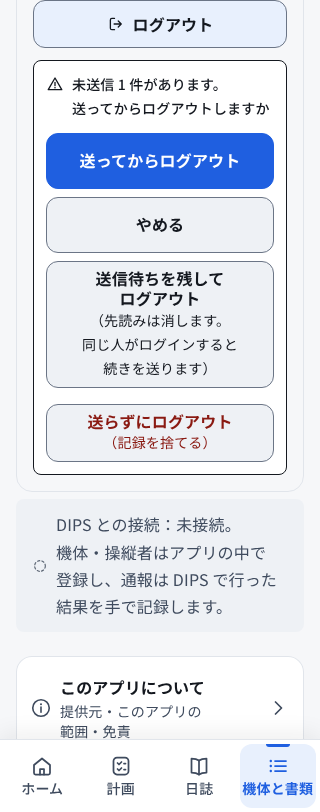 ログアウト
未送信 1 件があります。
送ってからログアウトしますか
送ってからログアウト
やめる
送信待ちを残して
ログアウト
（先読みは消します。
同じ人がログインすると
続きを送ります）
送らずにログアウト
（記録を捨てる）
DIPS との接続：未接続。
機体・操縦者はアプリの中で
登録し、通報は DIPS で行った
結果を手で記録します。
このアプリについて
提供元・このアプリの
範囲・免責
ホーム
計画
日誌
機体と書類